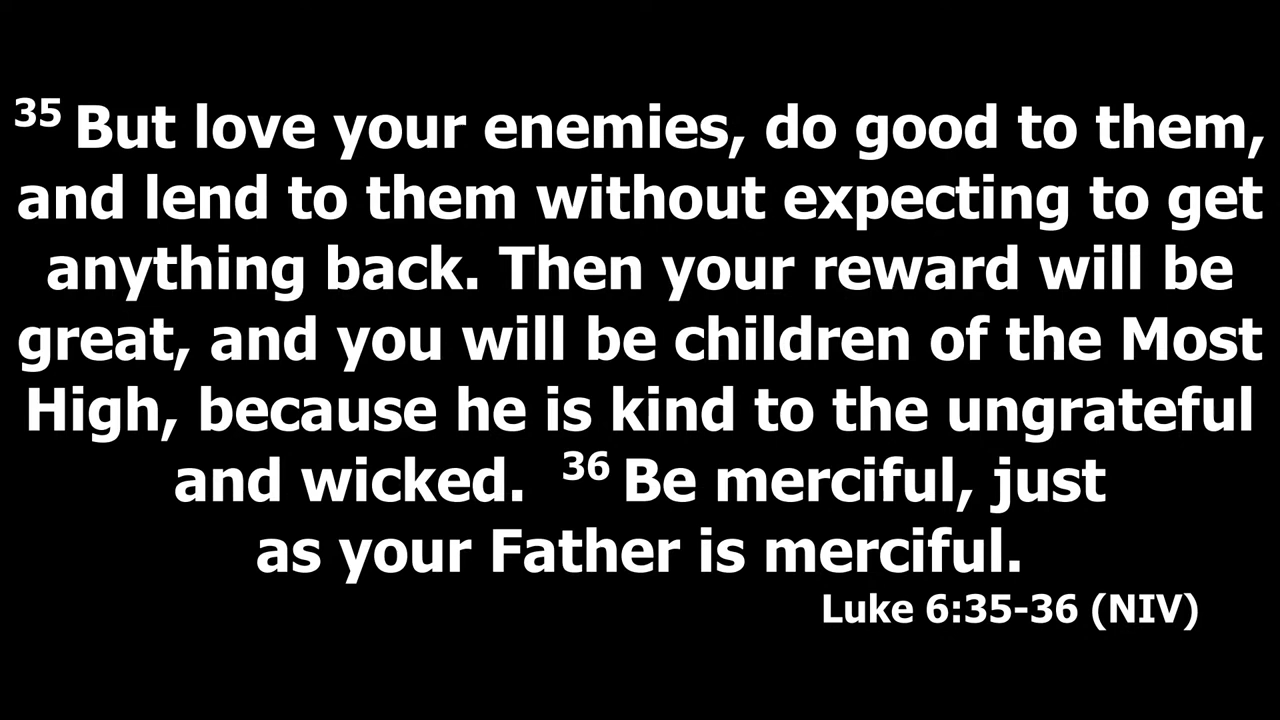 35 But love your enemies, do good to them,
and lend to them without expecting to get
anything back. Then your reward will be
great, and you will be children of the Most
High, because he is kind to the ungrateful
and wicked. 36 Be merciful, just
as your Father is merciful.
Luke 6:35-36 (NIV)